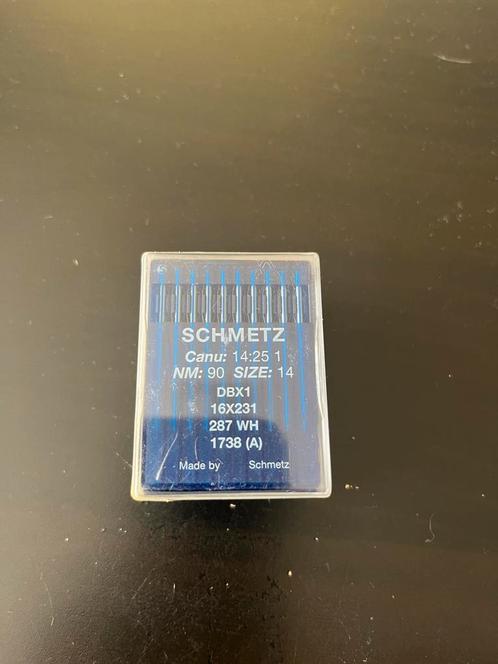 SCHMETZ
Canu: 14:25 1
NM: 90 SIZE: 14
DBX1
16X231
287 WH
1738 (A)
Made by Schmetz